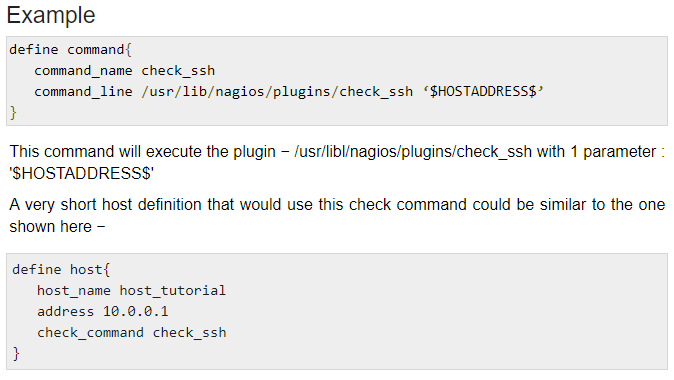 Example
define command{
command_name check_ssh
command_line /usr/lib/nagios/plugins/check_ssh ‘$HOSTADDRESS$’
}
This command will execute the plugin − /usr/libl/nagios/plugins/check_ssh with 1 parameter :
'$HOSTADDRESS$'
A very short host definition that would use this check command could be similar to the one
shown here −
define host{
host_name host_tutorial
address 10.0.0.1
check_command check_ssh
}